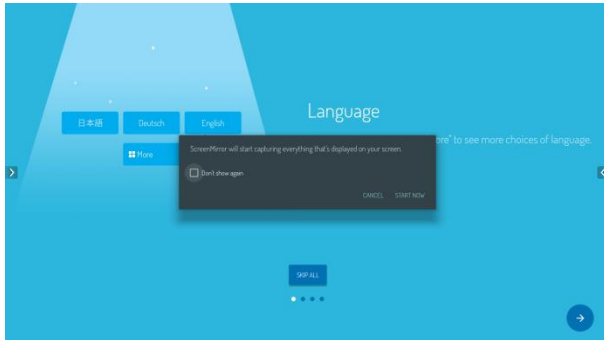 Language
日本語
Deutsch
English
More
ore" to see more choices of language.
ScreenMirror will start capturing everything that's displayed on your screen.
Don't show again
CANCEL
START NOW
SKIP ALL